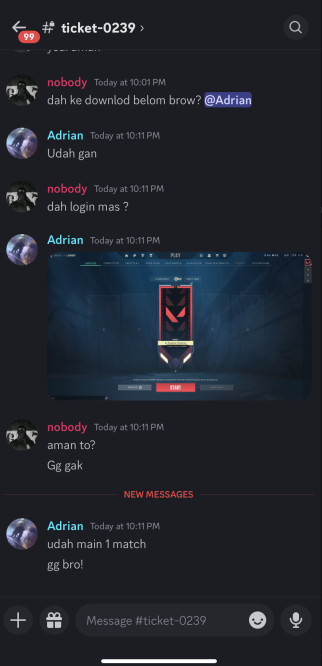 99
ticket-0239
nobody Today at 10:01 PM
dah ke downlod belom brow? @Adrian
Adrian Today at 10:11 PM
Udah gan
nobody Today at 10:11 PM
dah login mas ?
Adrian Today at 10:11 PM
PLAY
START
nobody Today at 10:11 PM
aman to?
Gg gak
NEW MESSAGES
Adrian Today at 10:11 PM
udah main 1 match
gg bro!
Message #ticket-0239